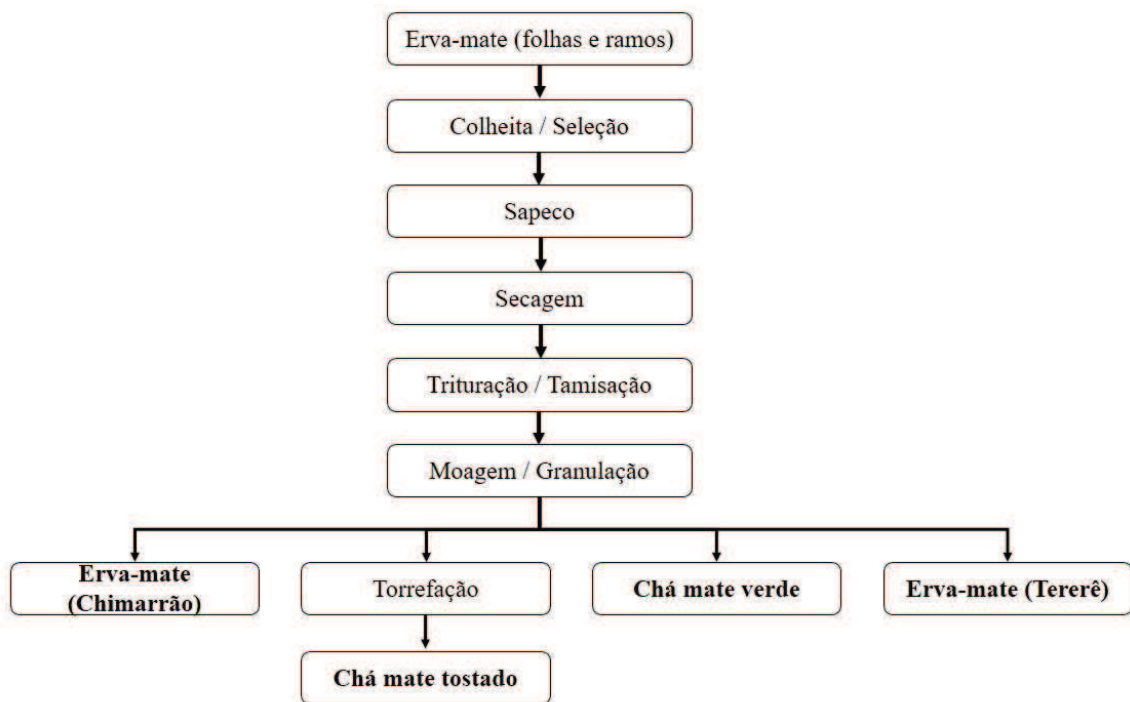 Erva-mate (folhas e ramos)
Colheita / Seleção
Sapeco
Secagem
Trituração / Tamisação
Moagem / Granulação
Erva-mate
(Chimarrão)
Torrefação
Chá mate verde
Erva-mate (Tererê)
Chá mate tostado